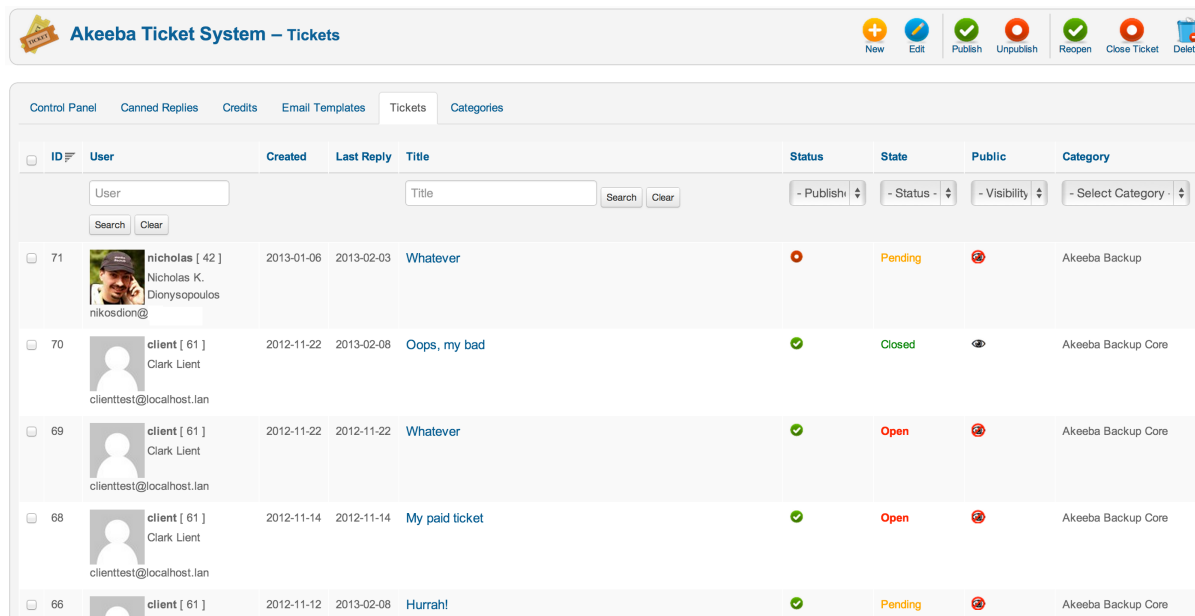 TICKET
Akeeba Ticket System – Tickets
New
Edit
Publish
Unpublish
Reopen
Close Ticket
Delet
Control Panel
Canned Replies
Credits
Email Templates
Tickets
Categories
ID User Created Last Reply Title Status State Public Category
User Title Search Clear - Publish - Status - - Visibility - Select Category -
Search Clear
71 nicholas [ 42 ] 2013-01-06 2013-02-03 Whatever Pending Akeeba Backup
Nicholas K.
Dionysopoulos
nikosdion@
70 client [ 61 ] 2012-11-22 2013-02-08 Oops, my bad Closed Akeeba Backup Core
Clark Lient
clienttest@localhost.lan
69 client [ 61 ] 2012-11-22 2012-11-22 Whatever Open Akeeba Backup Core
Clark Lient
clienttest@localhost.lan
68 client [ 61 ] 2012-11-14 2012-11-14 My paid ticket Open Akeeba Backup Core
Clark Lient
clienttest@localhost.lan
66 client [ 61 ] 2012-11-12 2013-02-08 Hurrah! Pending Akeeba Backup Core